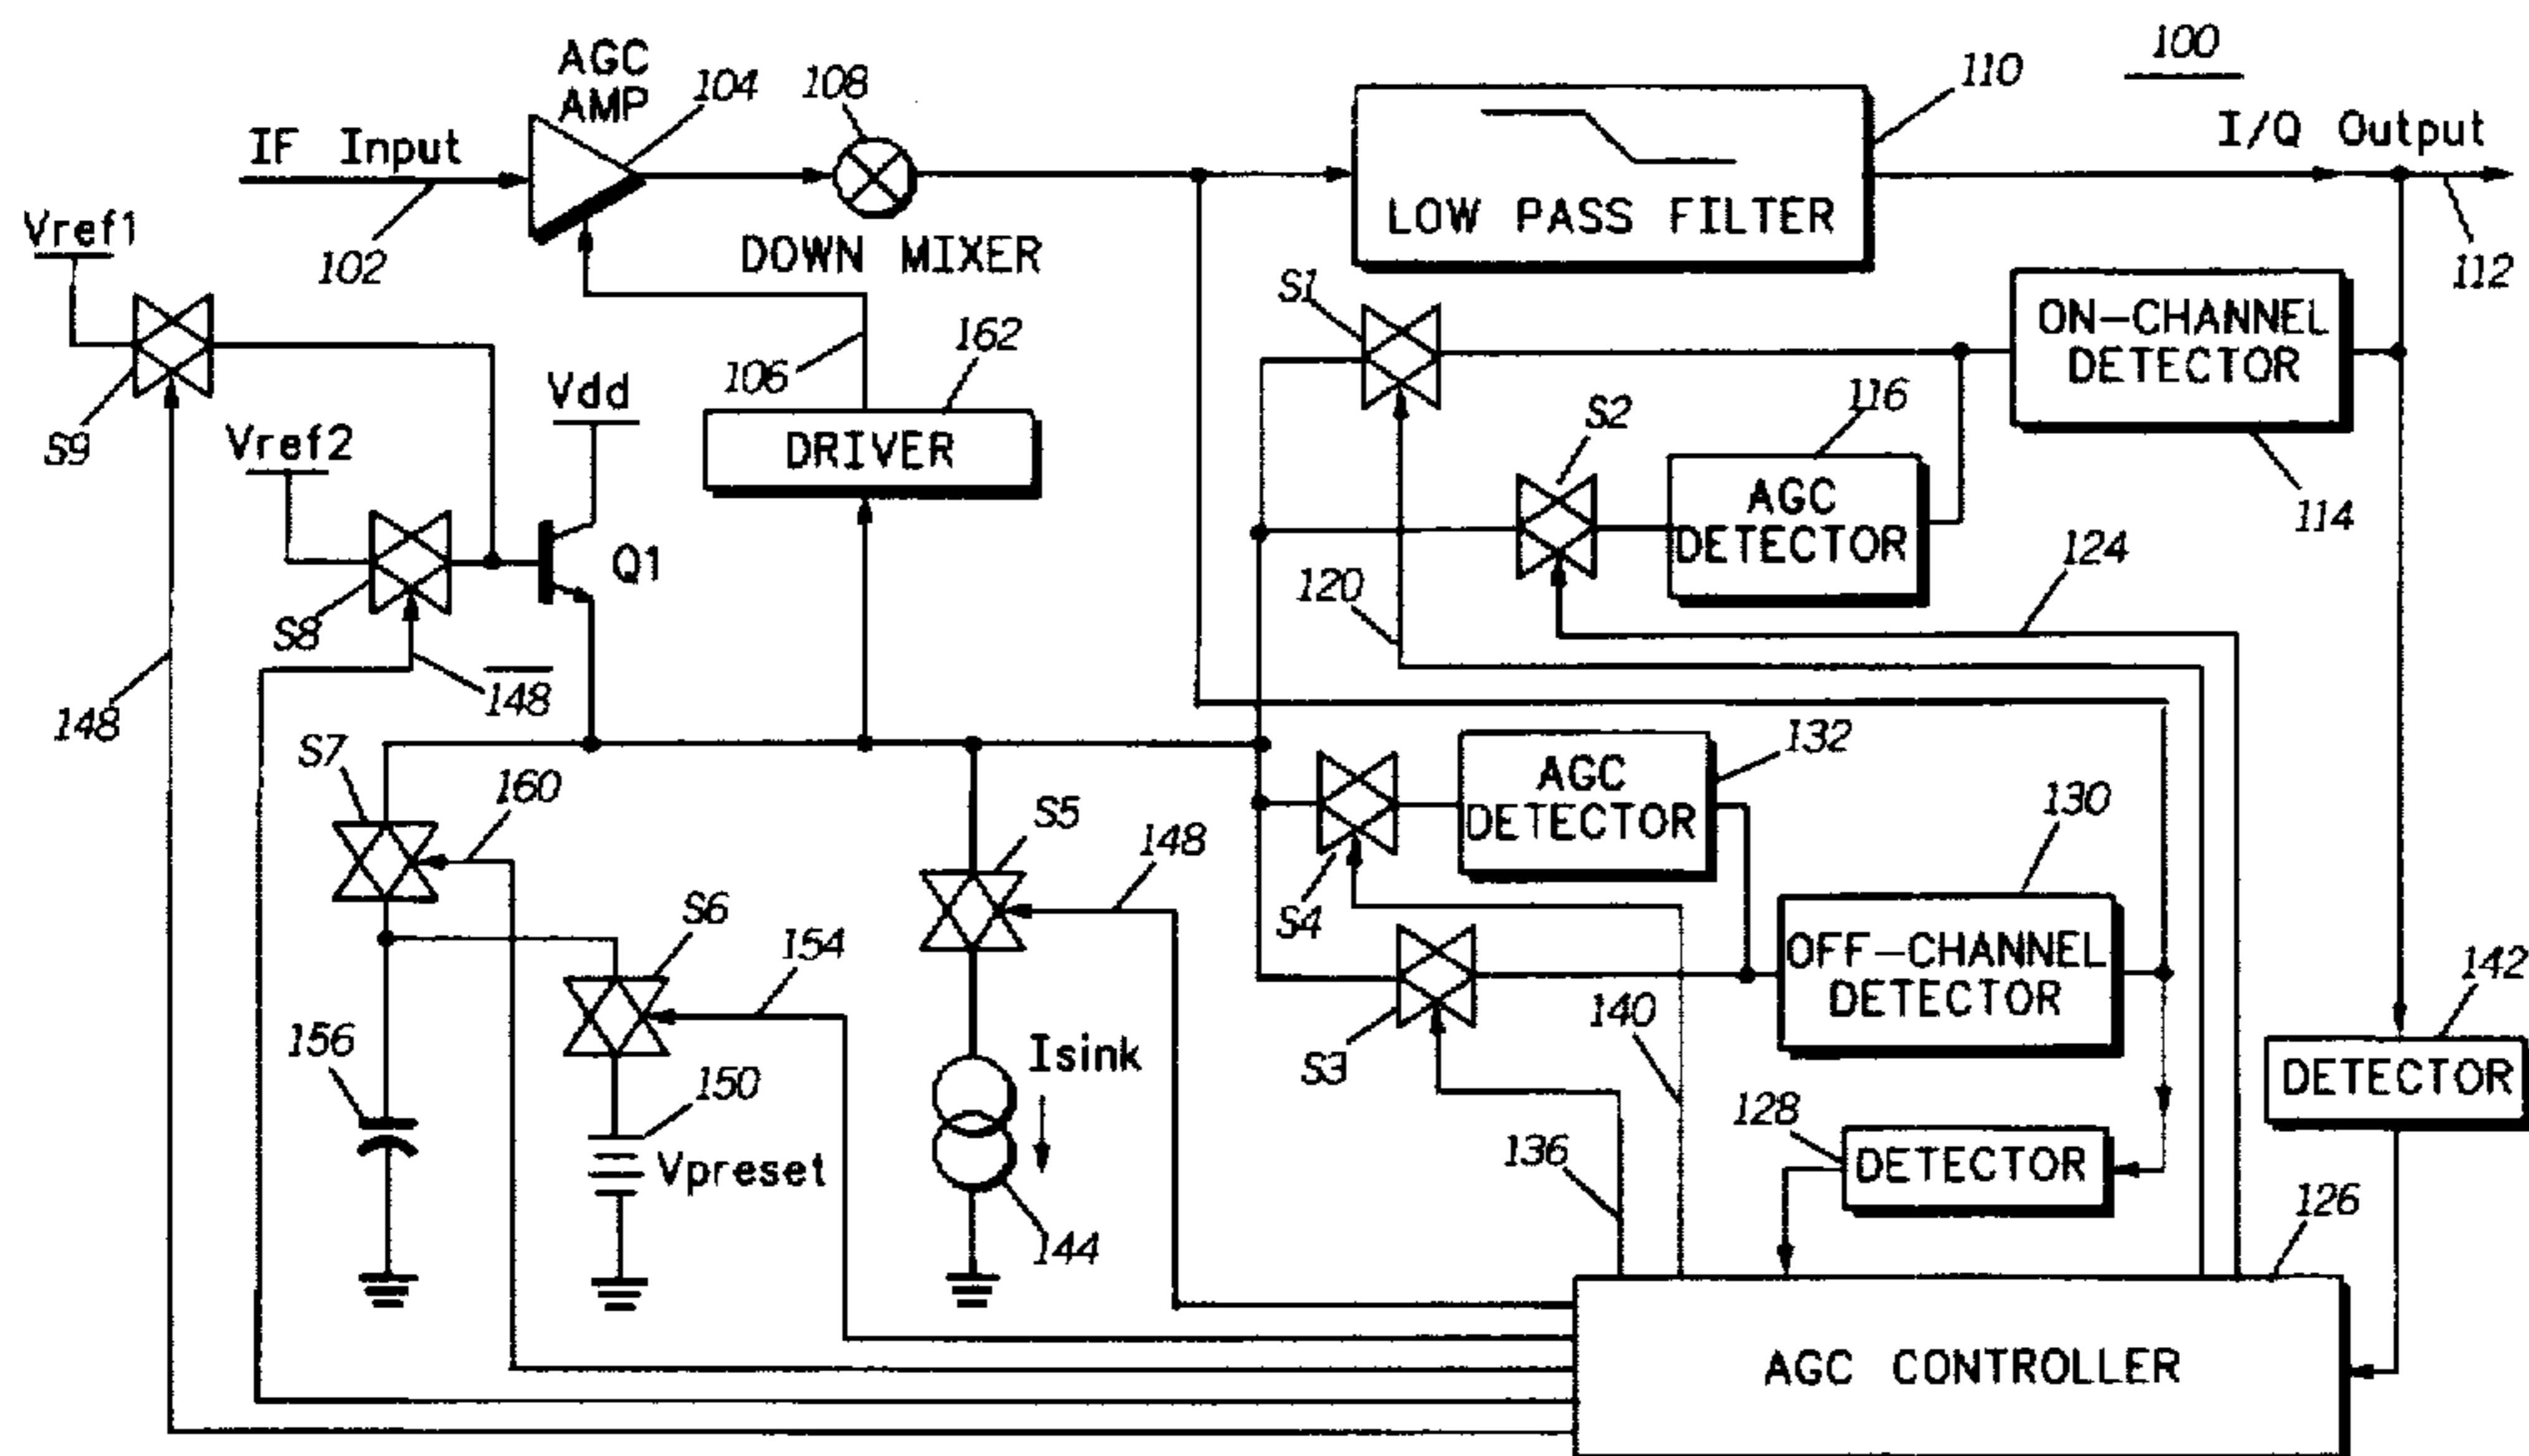 100
AGC
AMP
104
108
110
IF Input
I/Q Output
LOW PASS FILTER
Vref1
102
DOWN MIXER
112
S1
ON-CHANNEL
DETECTOR
106
162
Vdd
116
S2
S9
Vref2
DRIVER
AGC
DETECTOR
114
Q1
124
120
S8
148
148
S7
132
160
AGC
DETECTOR
130
S5
148
S6
S4
154
OFF-CHANNEL
DETECTOR
142
140
156
Isink
S3
DETECTOR
150
128
Vpreset
136
DETECTOR
126
144
AGC CONTROLLER